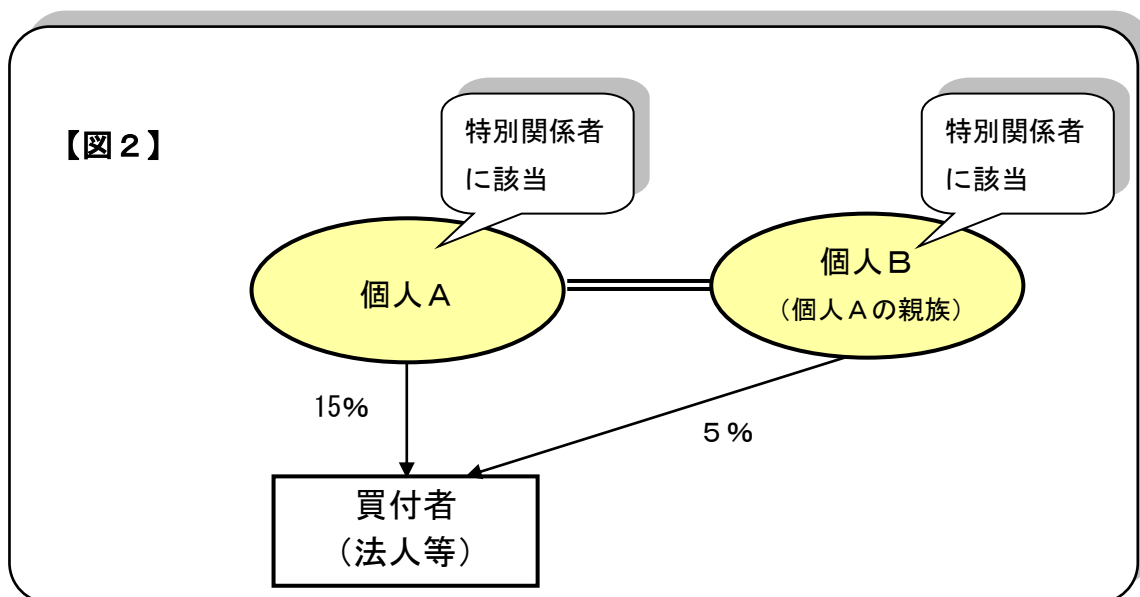 【図２】
特別関係者
に該当
特別関係者
に該当
個人Ａ
個人Ｂ
（個人Ａの親族）
15%
５％
買付者
（法人等）